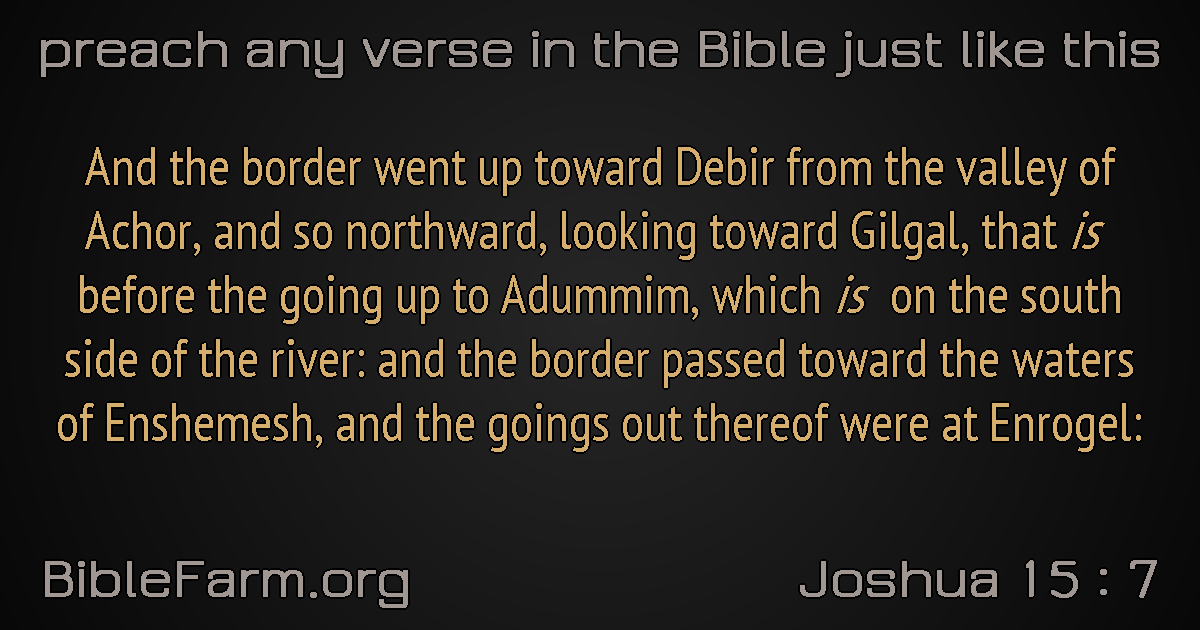 preach any verse in the Bible just like this
And the border went up toward Debir from the valley of
Achor, and so northward, looking toward Gilgal, that is
before the going up to Adummim, which is on the south
side of the river: and the border passed toward the waters
of Enshemesh, and the goings out thereof were at Enrogel:
BibleFarm.org
Joshua 15 : 7